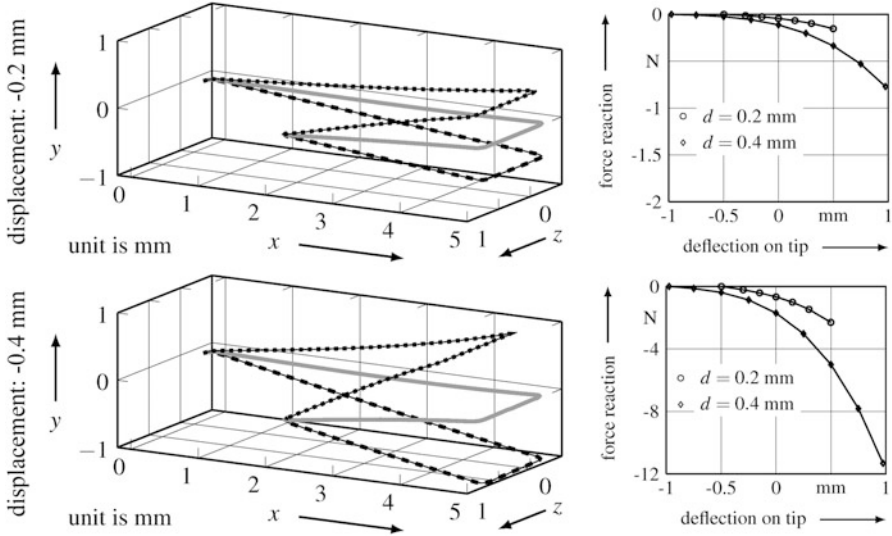 displacement: -0.2 mm
y
1
0
−1
0
1
2
3
4
5
1
0
unit is mm
x
z
force reaction
0
N
-1
-1.5
-2
d = 0.2 mm
d = 0.4 mm
-1
-0.5
0
mm
1
deflection on tip
displacement: -0.4 mm
y
1
0
−1
0
1
2
3
4
5
1
0
unit is mm
x
z
force reaction
0
N
-4
-8
-12
d = 0.2 mm
d = 0.4 mm
-1
-0.5
0
mm
1
deflection on tip